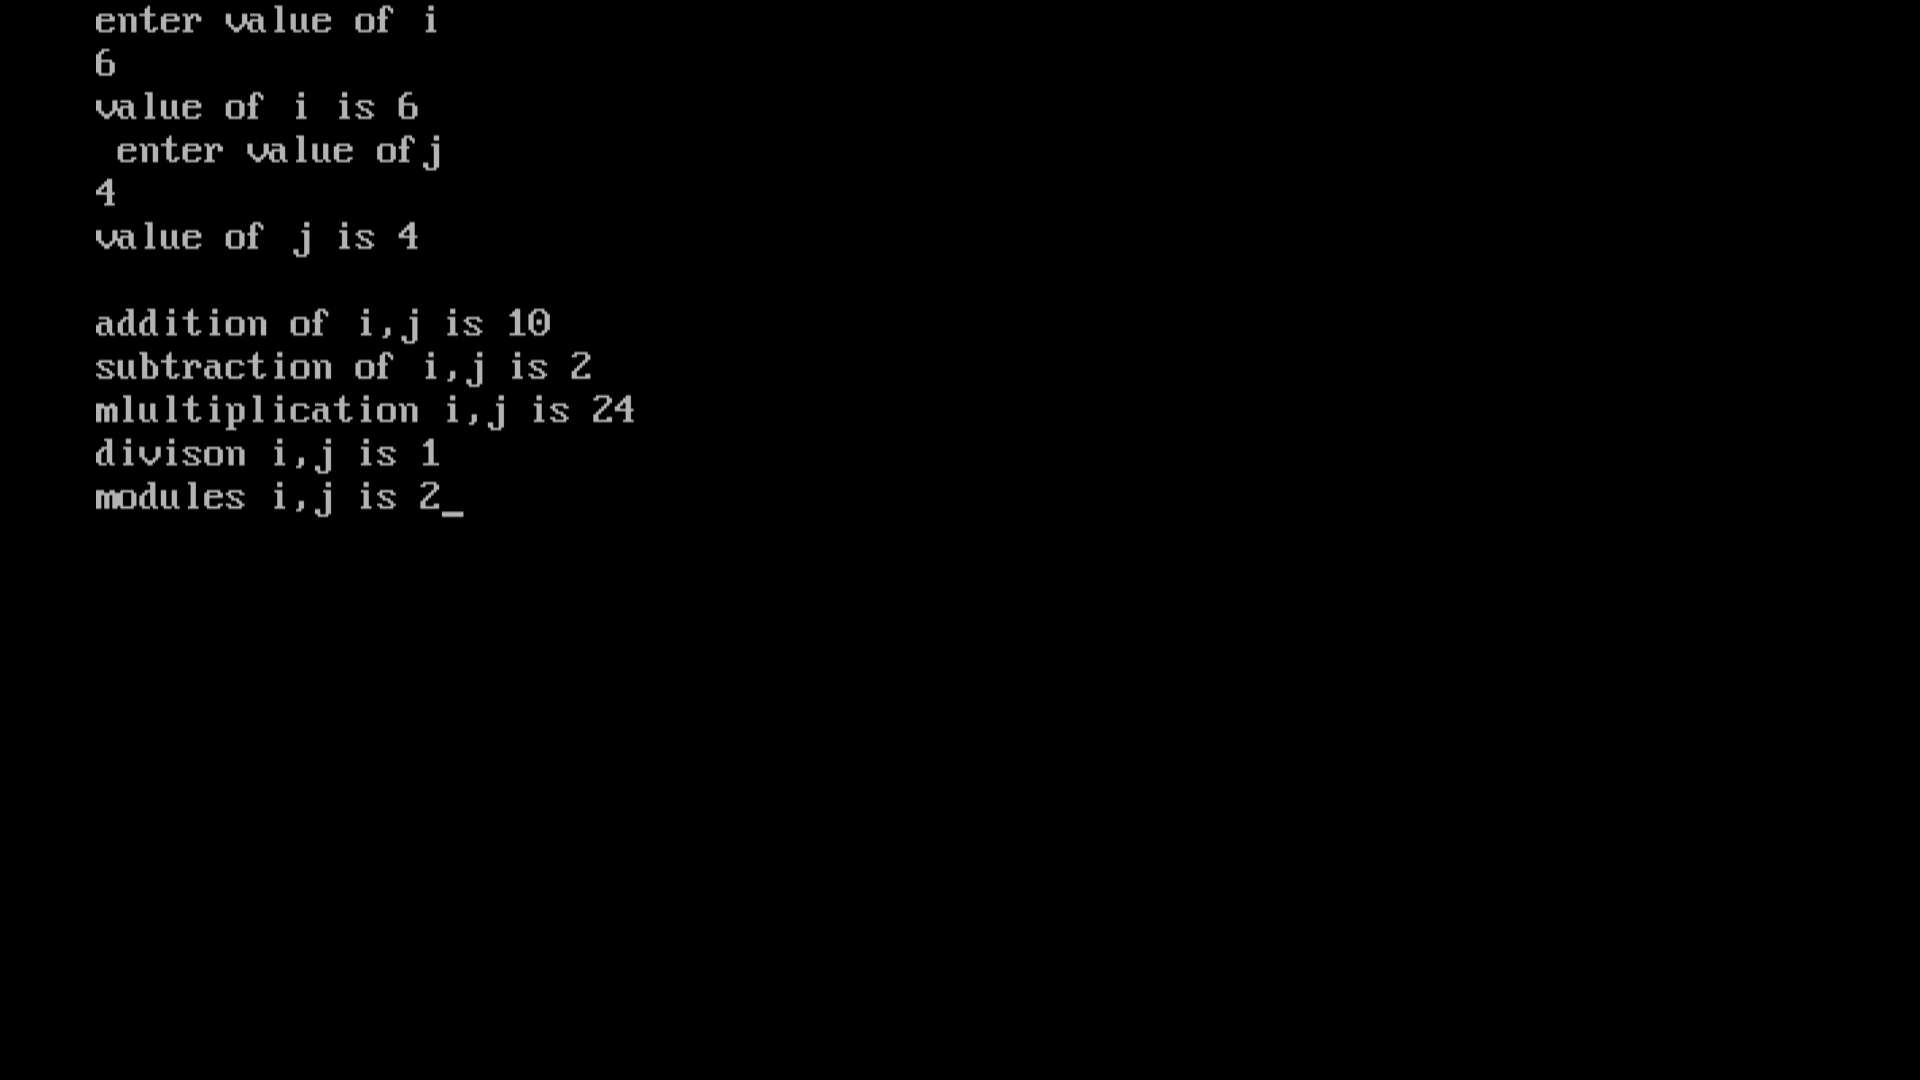 enter value of i
6
value of i is 6
 enter value ofj
4
value of j is 4

addition of i,j is 10
subtraction of i,j is 2
mlultiplication i,j is 24
divison i,j is 1
modules i,j is 2_